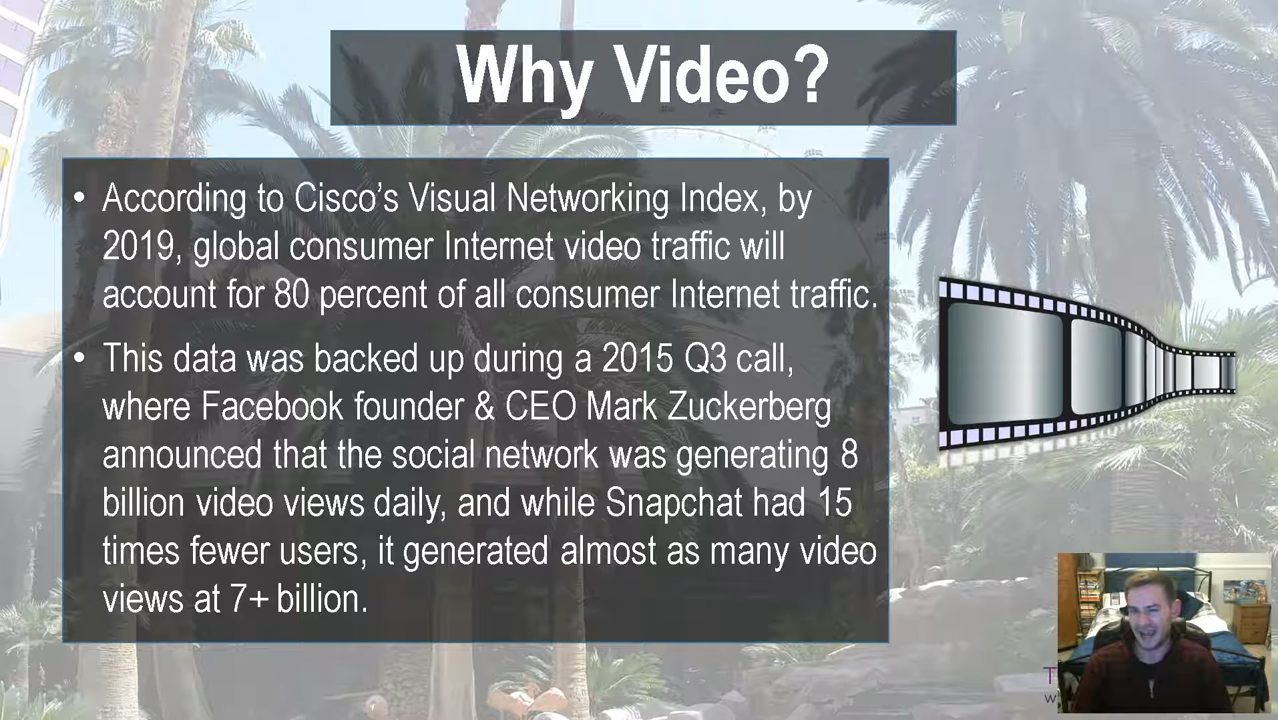 Why Video?
• According to Cisco’s Visual Networking Index, by
2019, global consumer Internet video traffic will
account for 80 percent of all consumer Internet traffic.
• This data was backed up during a 2015 Q3 call,
where Facebook founder & CEO Mark Zuckerberg
announced that the social network was generating 8
billion video views daily, and while Snapchat had 15
times fewer users, it generated almost as many video
views at 7+ billion.